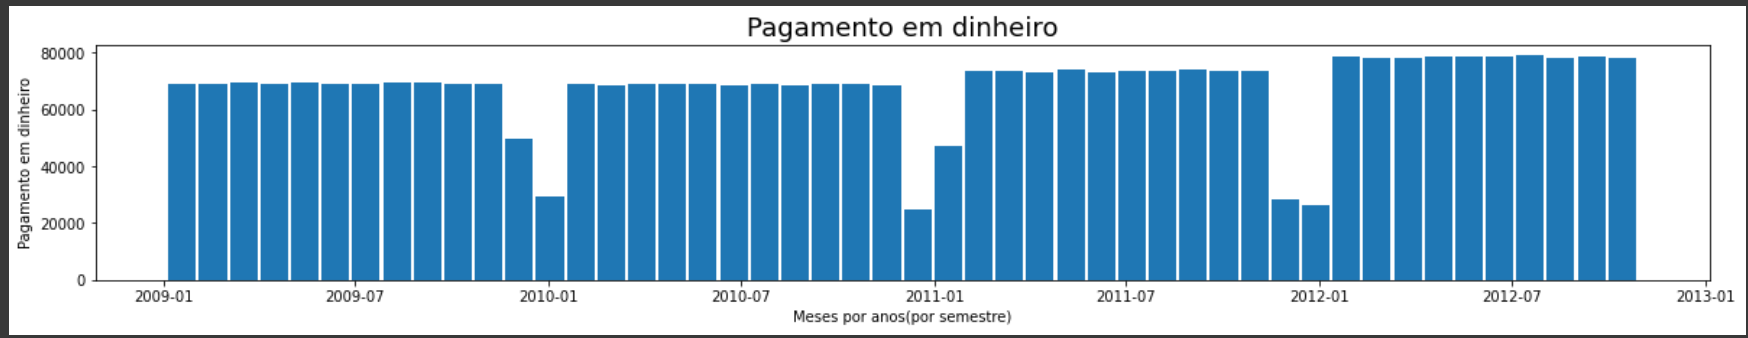 Pagamento em dinheiro
Pagamento em dinheiro
80000
60000
40000
20000
0
2009-01 2009-07 2010-01 2010-07 2011-01 2011-07 2012-01 2012-07 2013-01
Meses por anos(por semestre)